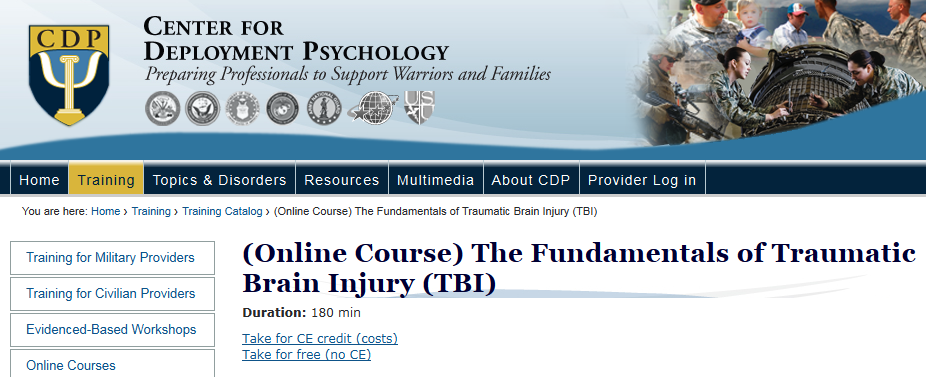 CDP
CENTER FOR
DEPLOYMENT PSYCHOLOGY
Preparing Professionals to Support Warriors and Families
Home Training Topics & Disorders Resources Multimedia About CDP Provider Log in
You are here: Home › Training › Training Catalog › (Online Course) The Fundamentals of Traumatic Brain Injury (TBI)
Training for Military Providers
Training for Civilian Providers
Evidenced-Based Workshops
Online Courses
(Online Course) The Fundamentals of Traumatic
Brain Injury (TBI)
Duration: 180 min
Take for CE credit (costs)
Take for free (no CE)